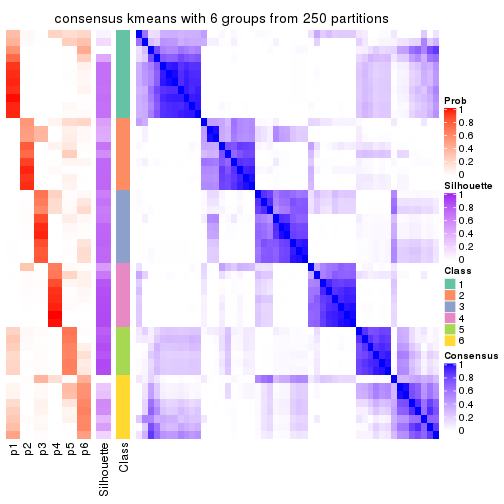 consensus kmeans with 6 groups from 250 partitions
Prob
1
0.8
0.6
0.4
0.2
0
Silhouette
1
0.8
0.6
0.4
0.2
0
Class
1
2
3
4
5
6
Consensus
1
0.8
0.6
0.4
0.2
0
p1
p2
p3
p4
p5
p6
Silhouette
Class